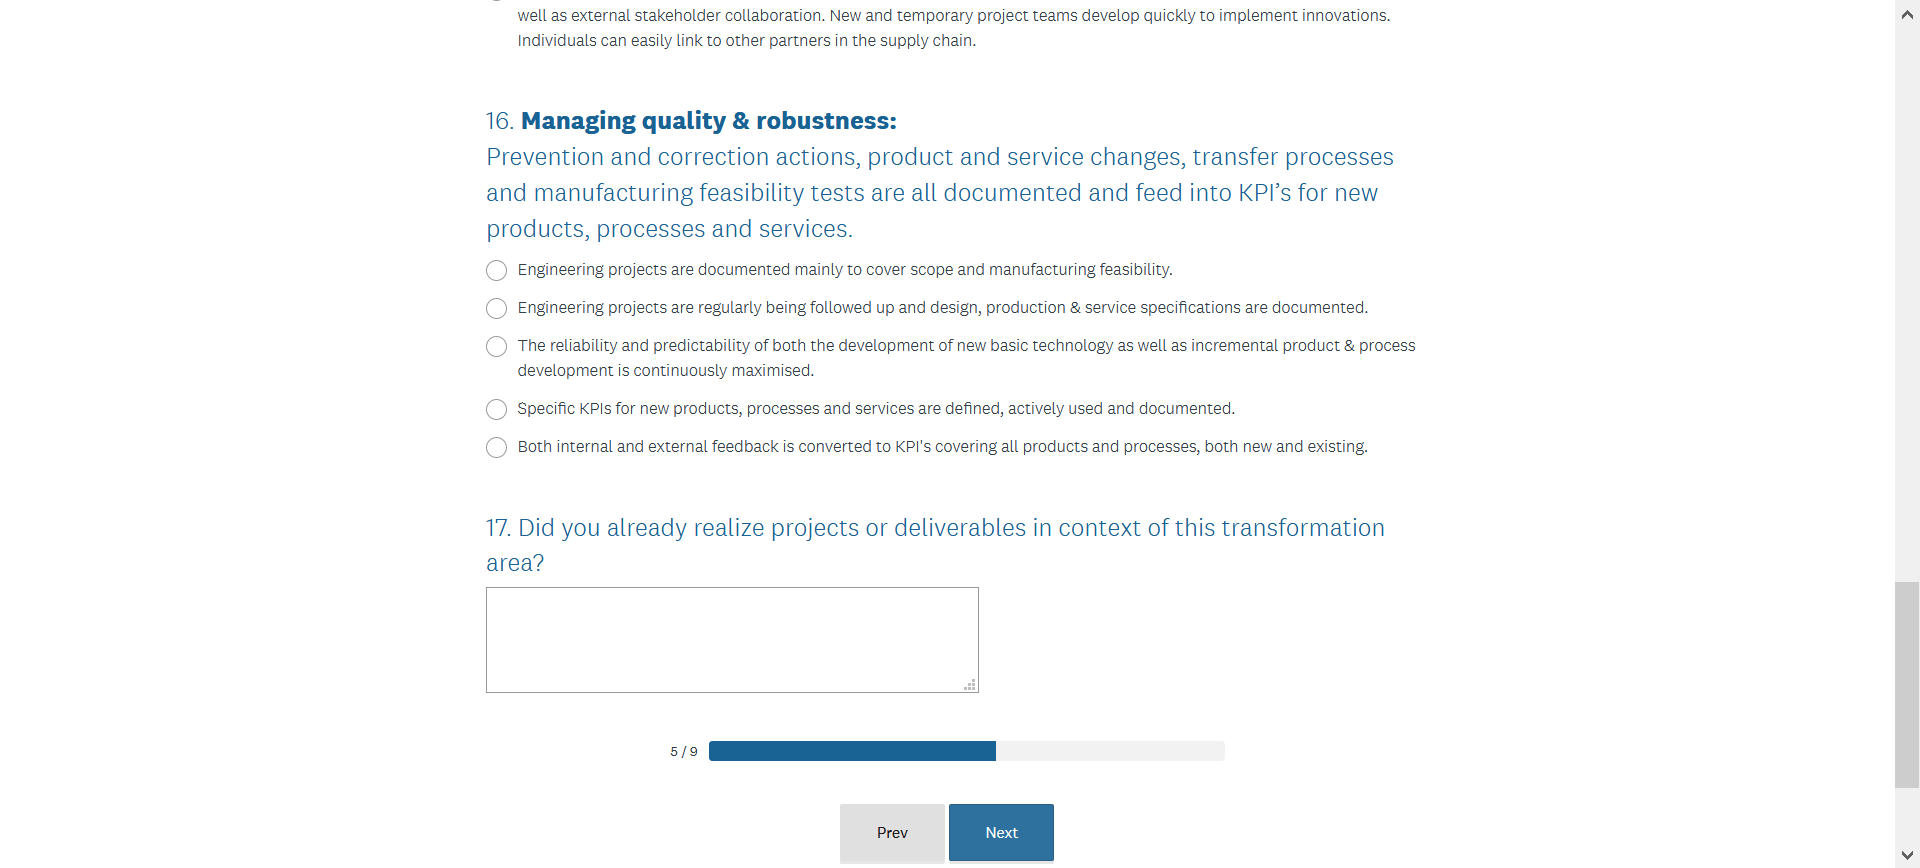 well as external stakeholder collaboration. New and temporary project teams develop quickly to implement innovations.
Individuals can easily link to other partners in the supply chain.
16. Managing quality & robustness:
Prevention and correction actions, product and service changes, transfer processes
and manufacturing feasibility tests are all documented and feed into KPI’s for new
products, processes and services.
Engineering projects are documented mainly to cover scope and manufacturing feasibility.
Engineering projects are regularly being followed up and design, production & service specifications are documented.
The reliability and predictability of both the development of new basic technology as well as incremental product & process
development is continuously maximised.
Specific KPIs for new products, processes and services are defined, actively used and documented.
Both internal and external feedback is converted to KPI's covering all products and processes, both new and existing.
17. Did you already realize projects or deliverables in context of this transformation
area?
5 / 9
Prev
Next